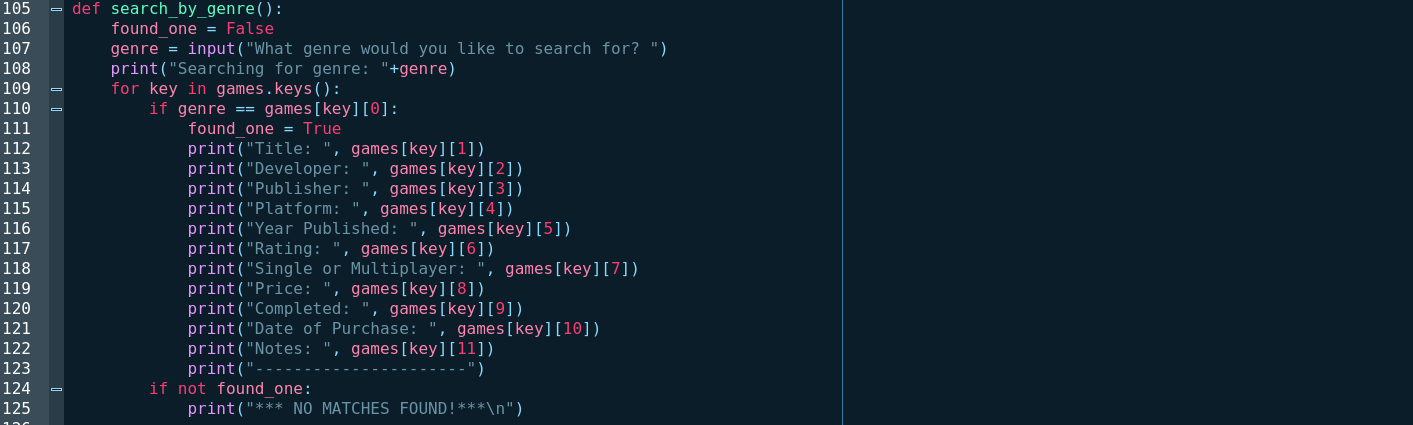 105 def search_by_genre():
106     found_one = False
107     genre = input("What genre would you like to search for? ")
108     print("Searching for genre: "+genre)
109     for key in games.keys():
110         if genre == games[key][0]:
111             found_one = True
112             print("Title: ", games[key][1])
113             print("Developer: ", games[key][2])
114             print("Publisher: ", games[key][3])
115             print("Platform: ", games[key][4])
116             print("Year Published: ", games[key][5])
117             print("Rating: ", games[key][6])
118             print("Single or Multiplayer: ", games[key][7])
119             print("Price: ", games[key][8])
120             print("Completed: ", games[key][9])
121             print("Date of Purchase: ", games[key][10])
122             print("Notes: ", games[key][11])
123             print("----------------------")
124         if not found_one:
125             print("*** NO MATCHES FOUND!***\n")